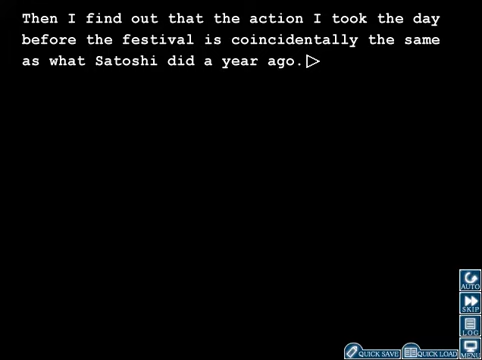 Then I find out that the action I took the day
before the festival is coincidentally the same
as what Satoshi did a year ago.
AUTO
SKIP
LOG
QUICK SAVE
QUICK LOAD
MENU